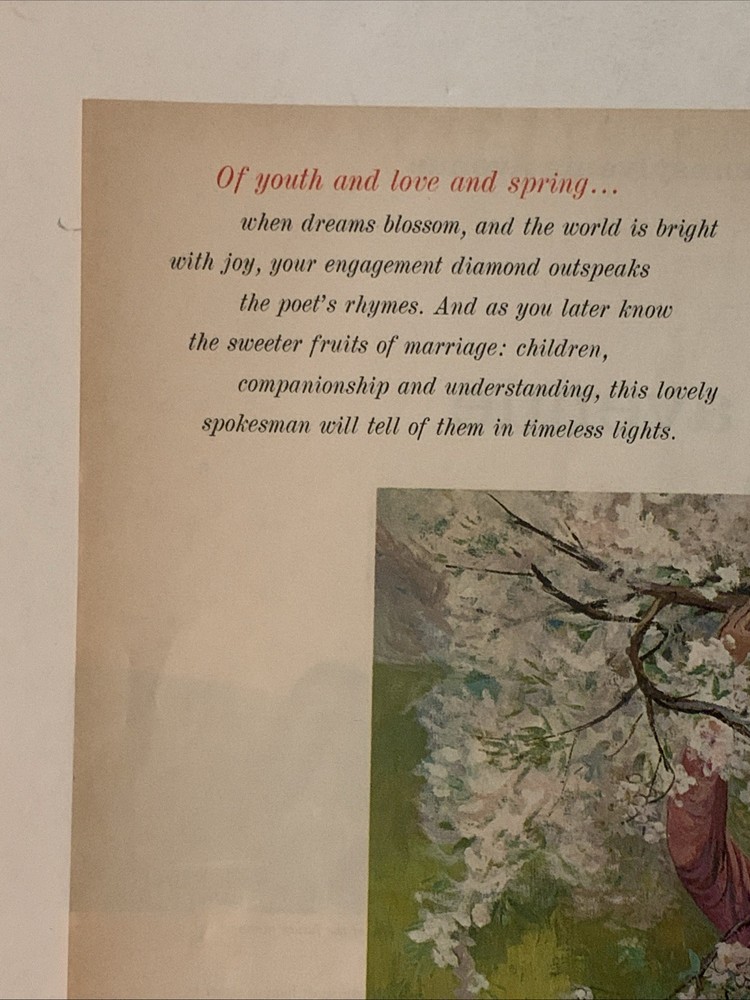 Of youth and love and spring...
when dreams blossom, and the world is bright
with joy, your engagement diamond outspeaks
the poet's rhymes. And as you later know
the sweeter fruits of marriage: children,
companionship and understanding, this lovely
spokesman will tell of them in timeless lights.